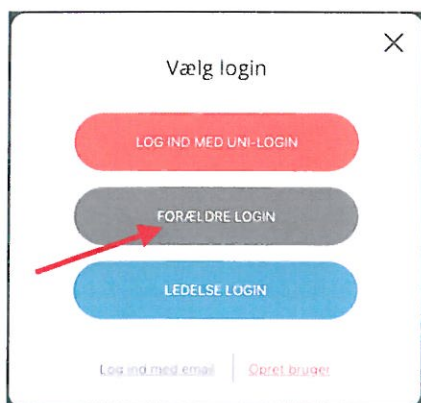 Vælg login
LOG IND MED UNI-LOGIN
FORÆLDRE LOGIN
LEDELSE LOGIN
Log ind med email
Opret bruger